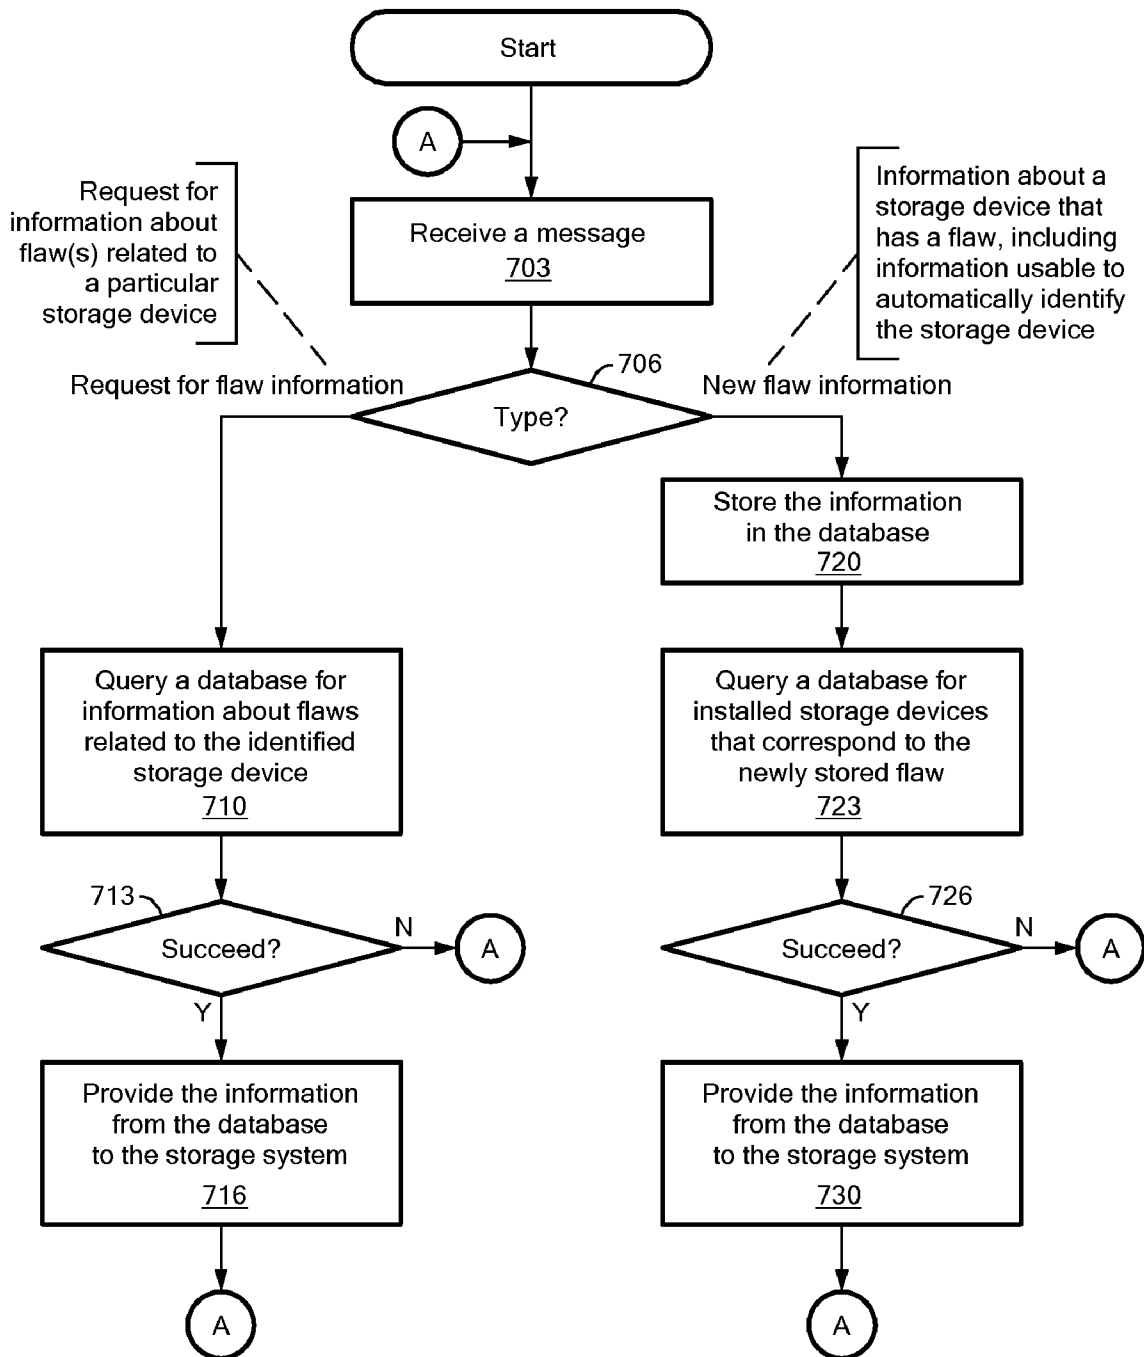 Start
A
Request for
information about
flaw(s) related to
a particular
storage device
Information about a
storage device that
has a flaw, including
information usable to
automatically identify
the storage device
Receive a message
703
706
Request for flaw information
New flaw information
Type?
Store the information
in the database
720
Query a database for
information about flaws
related to the identified
storage device
710
Query a database for
installed storage devices
that correspond to the
newly stored flaw
723
713
Succeed?
N
A
Y
726
Succeed?
N
A
Y
Provide the information
from the database
to the storage system
716
Provide the information
from the database
to the storage system
730
A
A